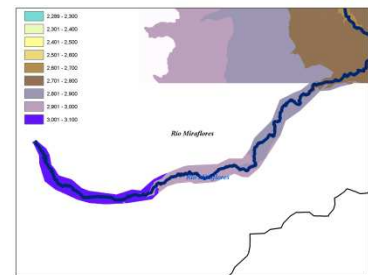 2.289 - 2.300
2.301 - 2.400
2.401 - 2.500
2.501 - 2.600
2.601 - 2.700
2.701 - 2.800
2.801 - 2.900
2.901 - 3.000
3.001 - 3.100
Rio Miraflores
Rio Miraflores